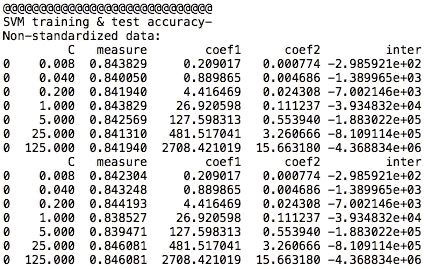 @@@@@@@@@@@@@@@@@@@@@@@@@@@@@
SVM training & test accuracy-
Non-standardized data:
C measure coef1 coef2 inter
0 0.008 0.843829 0.209017 0.000774 -2.985921e+02
0 0.040 0.840050 0.889865 0.004686 -1.389965e+03
0 0.200 0.841940 4.416469 0.024308 -7.002146e+03
0 1.000 0.843829 26.920598 0.111237 -3.934832e+04
0 5.000 0.842569 127.598313 0.553940 -1.883022e+05
0 25.000 0.841310 481.517041 3.260666 -8.109114e+05
0 125.000 0.841940 2708.421019 15.663180 -4.368834e+06
C measure coef1 coef2 inter
0 0.008 0.842304 0.209017 0.000774 -2.985921e+02
0 0.040 0.843248 0.889865 0.004686 -1.389965e+03
0 0.200 0.844193 4.416469 0.024308 -7.002146e+03
0 1.000 0.838527 26.920598 0.111237 -3.934832e+04
0 5.000 0.839471 127.598313 0.553940 -1.883022e+05
0 25.000 0.846081 481.517041 3.260666 -8.109114e+05
0 125.000 0.846081 2708.421019 15.663180 -4.368834e+06